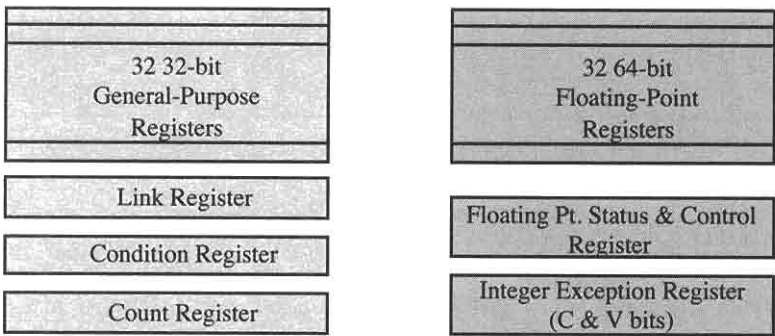 32 32-bit
General-Purpose
Registers
Link Register
Condition Register
Count Register
32 64-bit
Floating-Point
Registers
Floating Pt. Status & Control
Register
Integer Exception Register
(C & V bits)